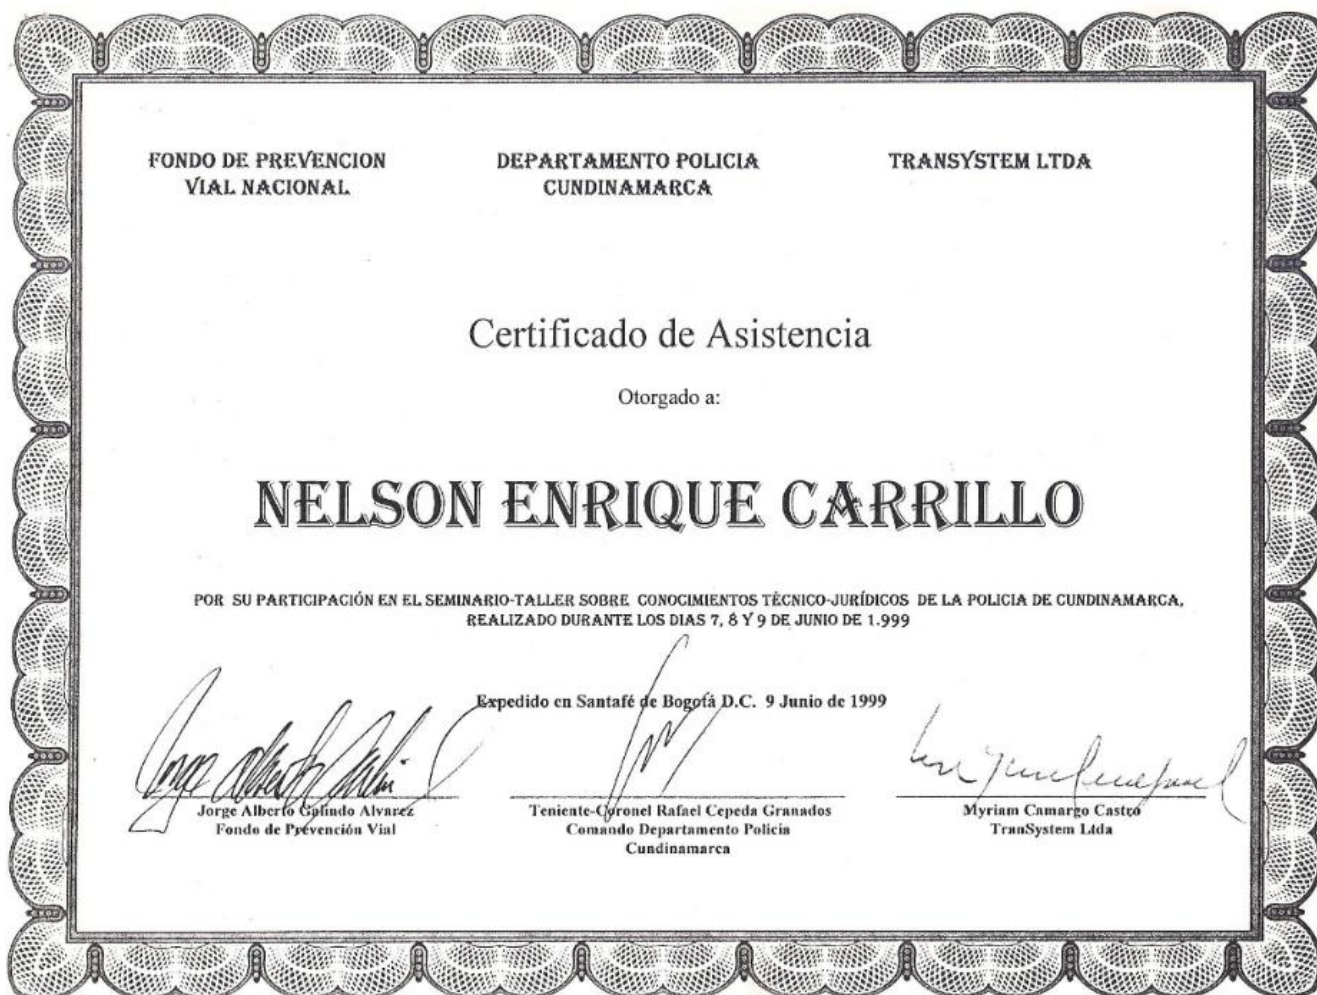 FONDO DE PREVENCION
VIAL NACIONAL
DEPARTAMENTO POLICIA
CUNDINAMARCA
TRANSYSTEM LTDA
Certificado de Asistencia
Otorgado a:
NELSON ENRIQUE CARRILLO
POR SU PARTICIPACIÓN EN EL SEMINARIO-TALLER SOBRE CONOCIMIENTOS TÉCNICO-JURÍDICOS DE LA POLICIA DE CUNDINAMARCA,
REALIZADO DURANTE LOS DIAS 7, 8 Y 9 DE JUNIO DE 1.999
Expedido en Santafé de Bogotá D.C. 9 Junio de 1999
Jorge Alberto Galindo Alvarez
Fondo de Prevención Vial
Teniente-Coronel Rafael Cepeda Granados
Comando Departamento Policia
Cundinamarca
Myriam Camargo Castro
TranSystem Ltda